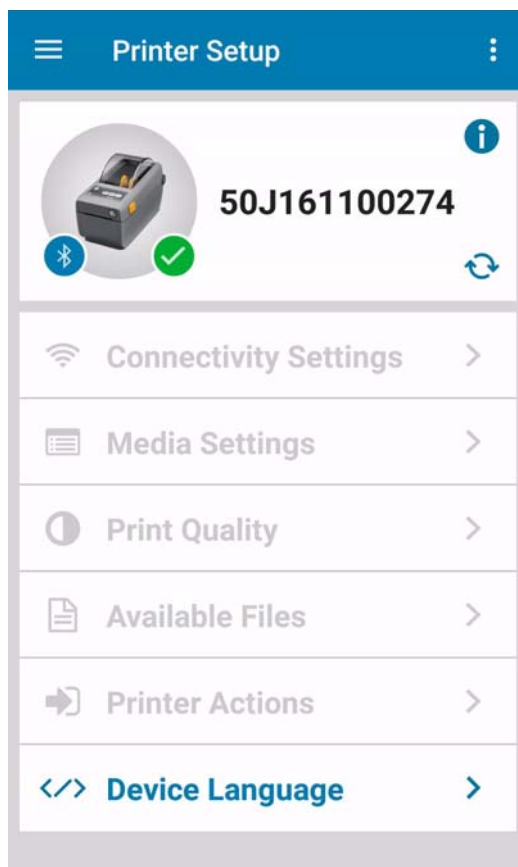 Printer Setup
50J161100274
Connectivity Settings
Media Settings
Print Quality
Available Files
Printer Actions
Device Language